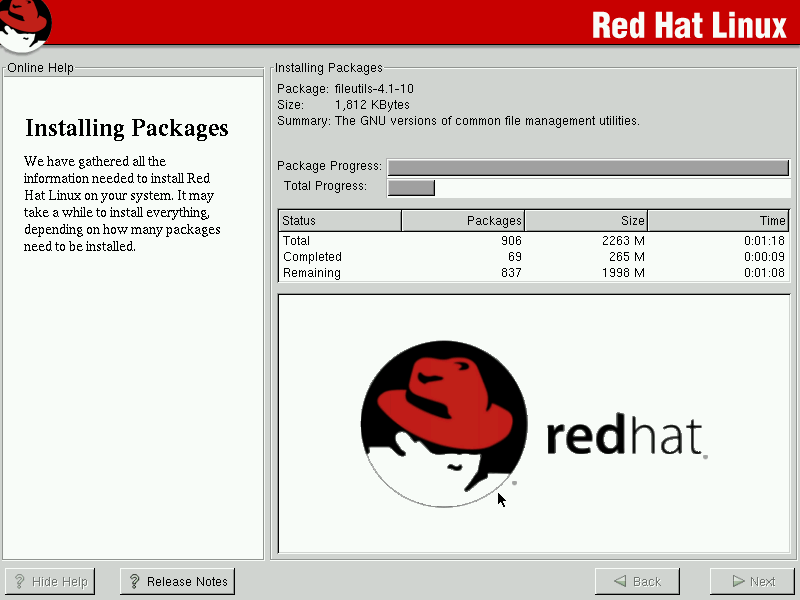 Red Hat Linux
Online Help
Installing Packages
We have gathered all the
information needed to install Red
Hat Linux on your system. It may
take a while to install everything,
depending on how many packages
need to be installed.
Installing Packages
Package: fileutils-4.1-10
Size: 1,812 KBytes
Summary: The GNU versions of common file management utilities.
Package Progress:
Total Progress:
Status Packages Size Time
Total 906 2263 M 0:01:18
Completed 69 265 M 0:00:09
Remaining 837 1998 M 0:01:08
redhat
? Hide Help
? Release Notes
Back
Next